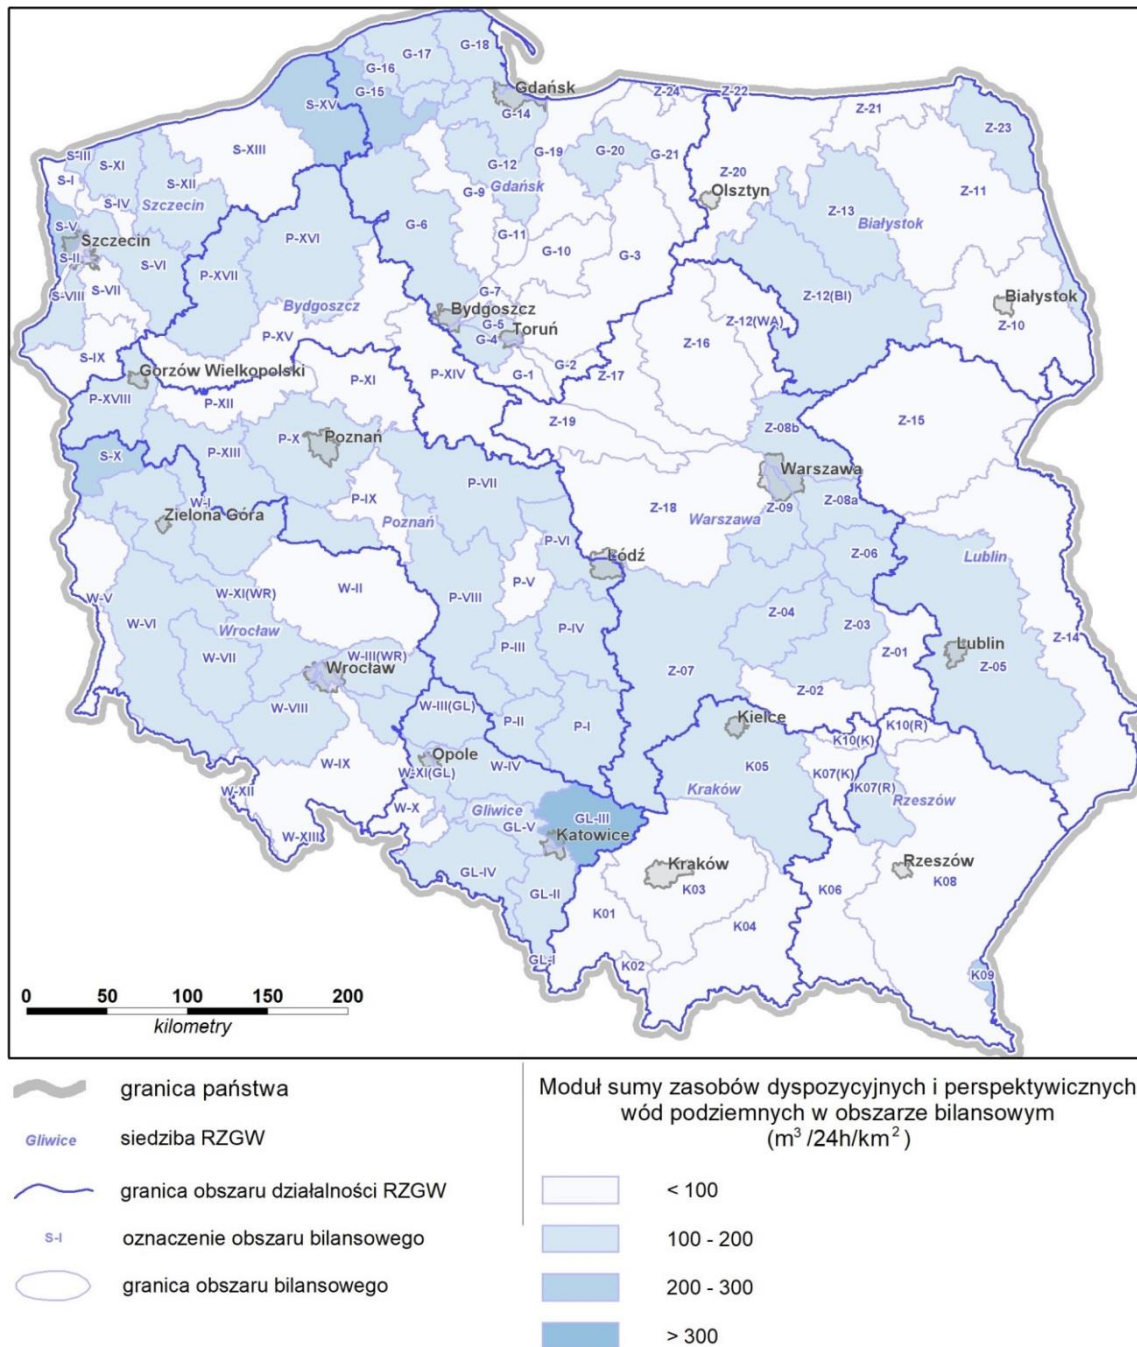 G-18
G-17
G-16
G-15
Gdańsk
S-XV
G-14
Z-24
Z-22
Z-21
Z-23
S-XIII
S-III
S-XI
S-I
S-XII
S-IV
Szczecin
G-12
Gdańsk
G-19
G-20
G-21
Z-20
Olsztyn
Z-11
G-9
Z-13
Białystok
S-V
Szczecin
S-II
S-VI
G-6
G-11
G-10
G-3
P-XVI
P-XVII
S-VIII
S-VII
Bydgoszcz
G-7
Bydgoszcz
G-5
G-4
Toruń
Z-12(BI)
Białystok
Z-10
Z-12(WA)
Z-16
P-XV
S-IX
Gorzów Wielkopolski
P-XI
P-XIV
G-1
G-2
Z-17
P-XVIII
P-XII
Z-19
Z-08b
Z-15
S-X
P-XIII
P-X
Poznań
Warszawa
P-VII
W-I
Zielona Góra
P-IX
Poznań
Z-18
Warszawa
Z-09
Z-08a
P-VI
Łódź
Z-06
Lublin
W-V
W-VI
W-XI(WR)
W-II
P-V
P-VIII
Wrocław
Z-04
Z-03
P-IV
P-III
W-VII
W-III(WR)
Wrocław
Z-01
Lublin
Z-05
Z-14
Z-07
Z-02
W-VIII
W-III(GL)
P-II
P-I
Kielce
K10(K)
K10(R)
Opole
W-IX
W-XI(GL)
W-IV
K05
Kraków
K07(K)
K07(R)
Rzeszów
W-XII
W-X
Gliwice
GL-III
GL-V
Katowice
W-XIII
GL-IV
GL-II
Kraków
K03
Rzeszów
K08
K06
K01
K04
GL-I
K02
K09
0 50 100 150 200
kilometry
granica państwa
Gliwice siedziba RZGW
granica obszaru działalności RZGW
S-I oznaczenie obszaru bilansowego
granica obszaru bilansowego
Moduł sumy zasobów dyspozycyjnych i perspektywicznych
wód podziemnych w obszarze bilansowym
(m³ /24h/km² )
< 100
100 - 200
200 - 300
> 300